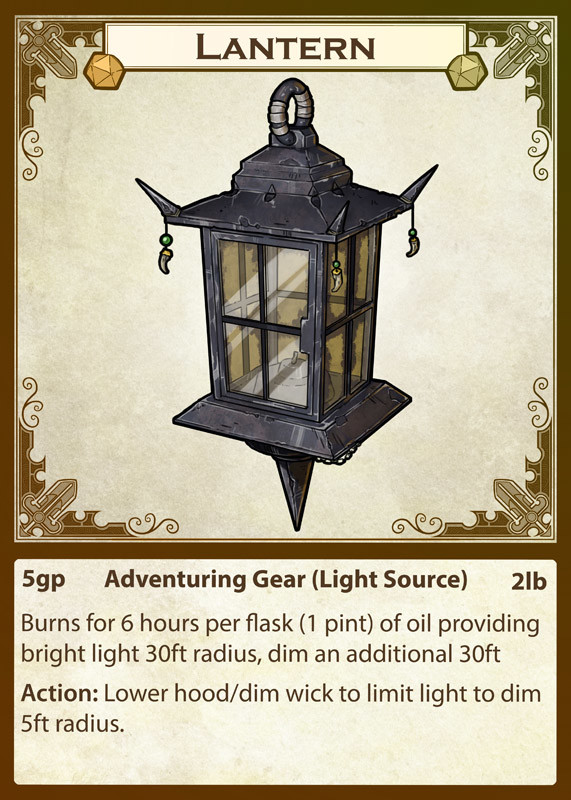 LANTERN
5gp Adventuring Gear (Light Source) 2lb
Burns for 6 hours per flask (1 pint) of oil providing
bright light 30ft radius, dim an additional 30ft
Action: Lower hood/dim wick to limit light to dim
5ft radius.